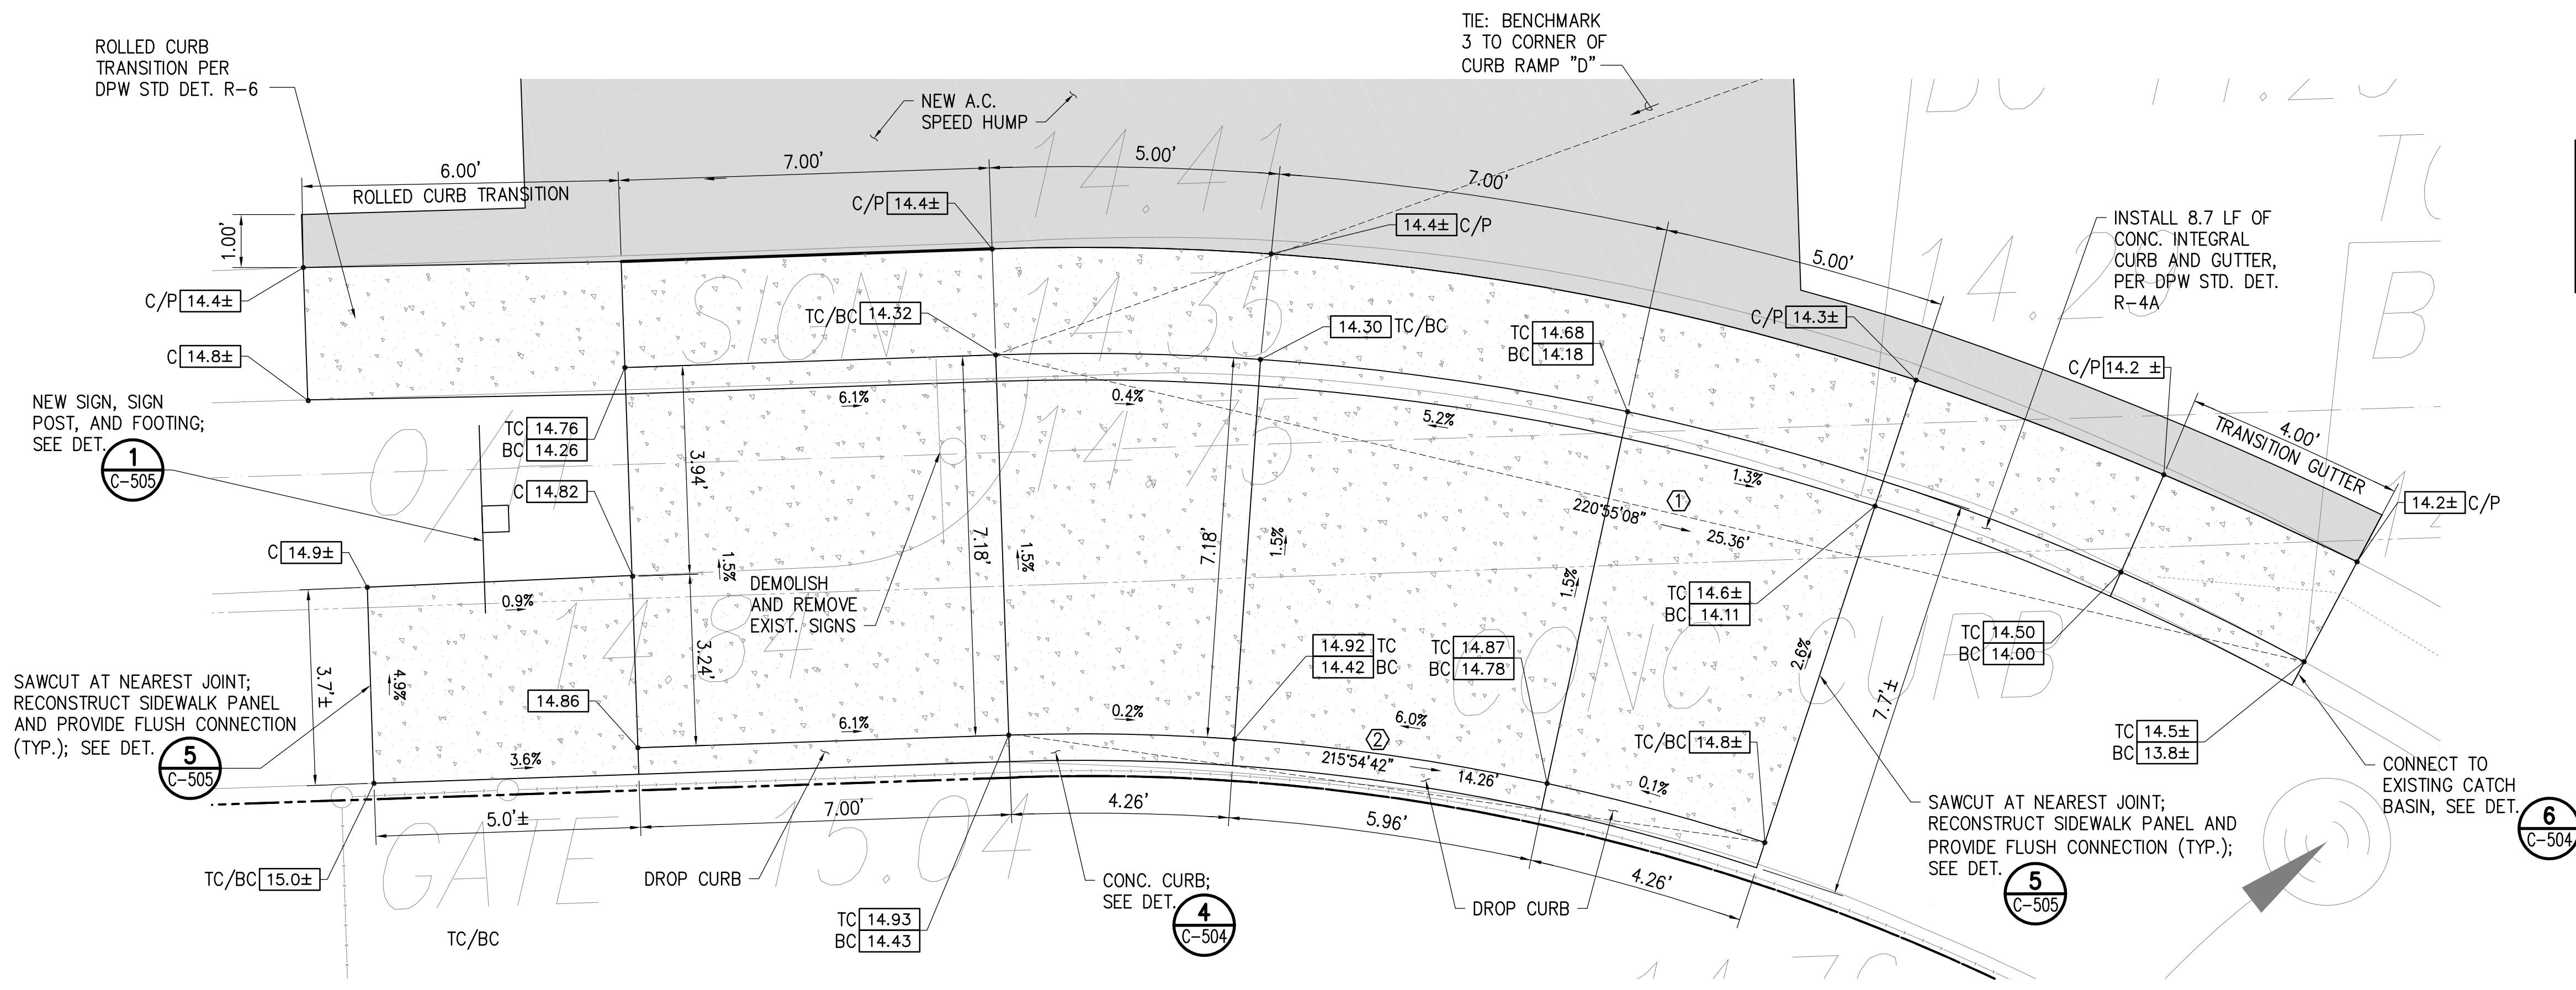 ROLLED CURB
TRANSITION PER
DPW STD DET. R-6
NEW A.C.
SPEED HUMP
TIE: BENCHMARK
3 TO CORNER OF
CURB RAMP "D"
6.00'
ROLLED CURB TRANSITION
7.00'
5.00'
7.00'
5.00'
1.00'
14.41
C/P 14.4±
14.4± C/P
C/P 14.4±
C 14.8±
SIGN
14.35
TC/BC 14.32
14.30 TC/BC
TC 14.68
BC 14.18
C/P 14.3±
C/P 14.2 ±
INSTALL 8.7 LF OF
CONC. INTEGRAL
CURB AND GUTTER,
PER DPW STD. DET.
R-4A
4.00'
TRANSITION GUTTER
14.2± C/P
B
NEW SIGN, SIGN
POST, AND FOOTING;
SEE DET.
1
C-505
TC 14.76
BC 14.26
6.1%
0.4%
5.2%
1.3%
14.75
C 14.82
3.94'
7.18'
7.18'
1.5%
1.5%
1.5%
1.5%
1
220°55'08"
25.36'
C 14.9±
0.9%
14.84
DEMOLISH
AND REMOVE
EXIST. SIGNS
TC 14.6±
BC 14.11
TC 14.50
BC 14.00
3.24'
3.7'±
4.9%
2.6%
7.7'±
CONC CURB
14.92 TC
14.42 BC
TC 14.87
BC 14.78
SAWCUT AT NEAREST JOINT;
RECONSTRUCT SIDEWALK PANEL
AND PROVIDE FLUSH CONNECTION
(TYP.); SEE DET.
5
C-505
14.86
3.6%
6.1%
0.2%
6.0%
2
215°54'42"
14.26'
0.1%
TC/BC 14.8±
TC 14.5±
BC 13.8±
CONNECT TO
EXISTING CATCH
BASIN, SEE DET.
6
C-504
5.0'±
7.00'
4.26'
5.96'
4.26'
GATE
15.04
TC/BC 15.0±
DROP CURB
CONC. CURB;
SEE DET.
4
C-504
DROP CURB
SAWCUT AT NEAREST JOINT;
RECONSTRUCT SIDEWALK PANEL AND
PROVIDE FLUSH CONNECTION (TYP.);
SEE DET.
5
C-505
TC 14.93
BC 14.43
TC/BC